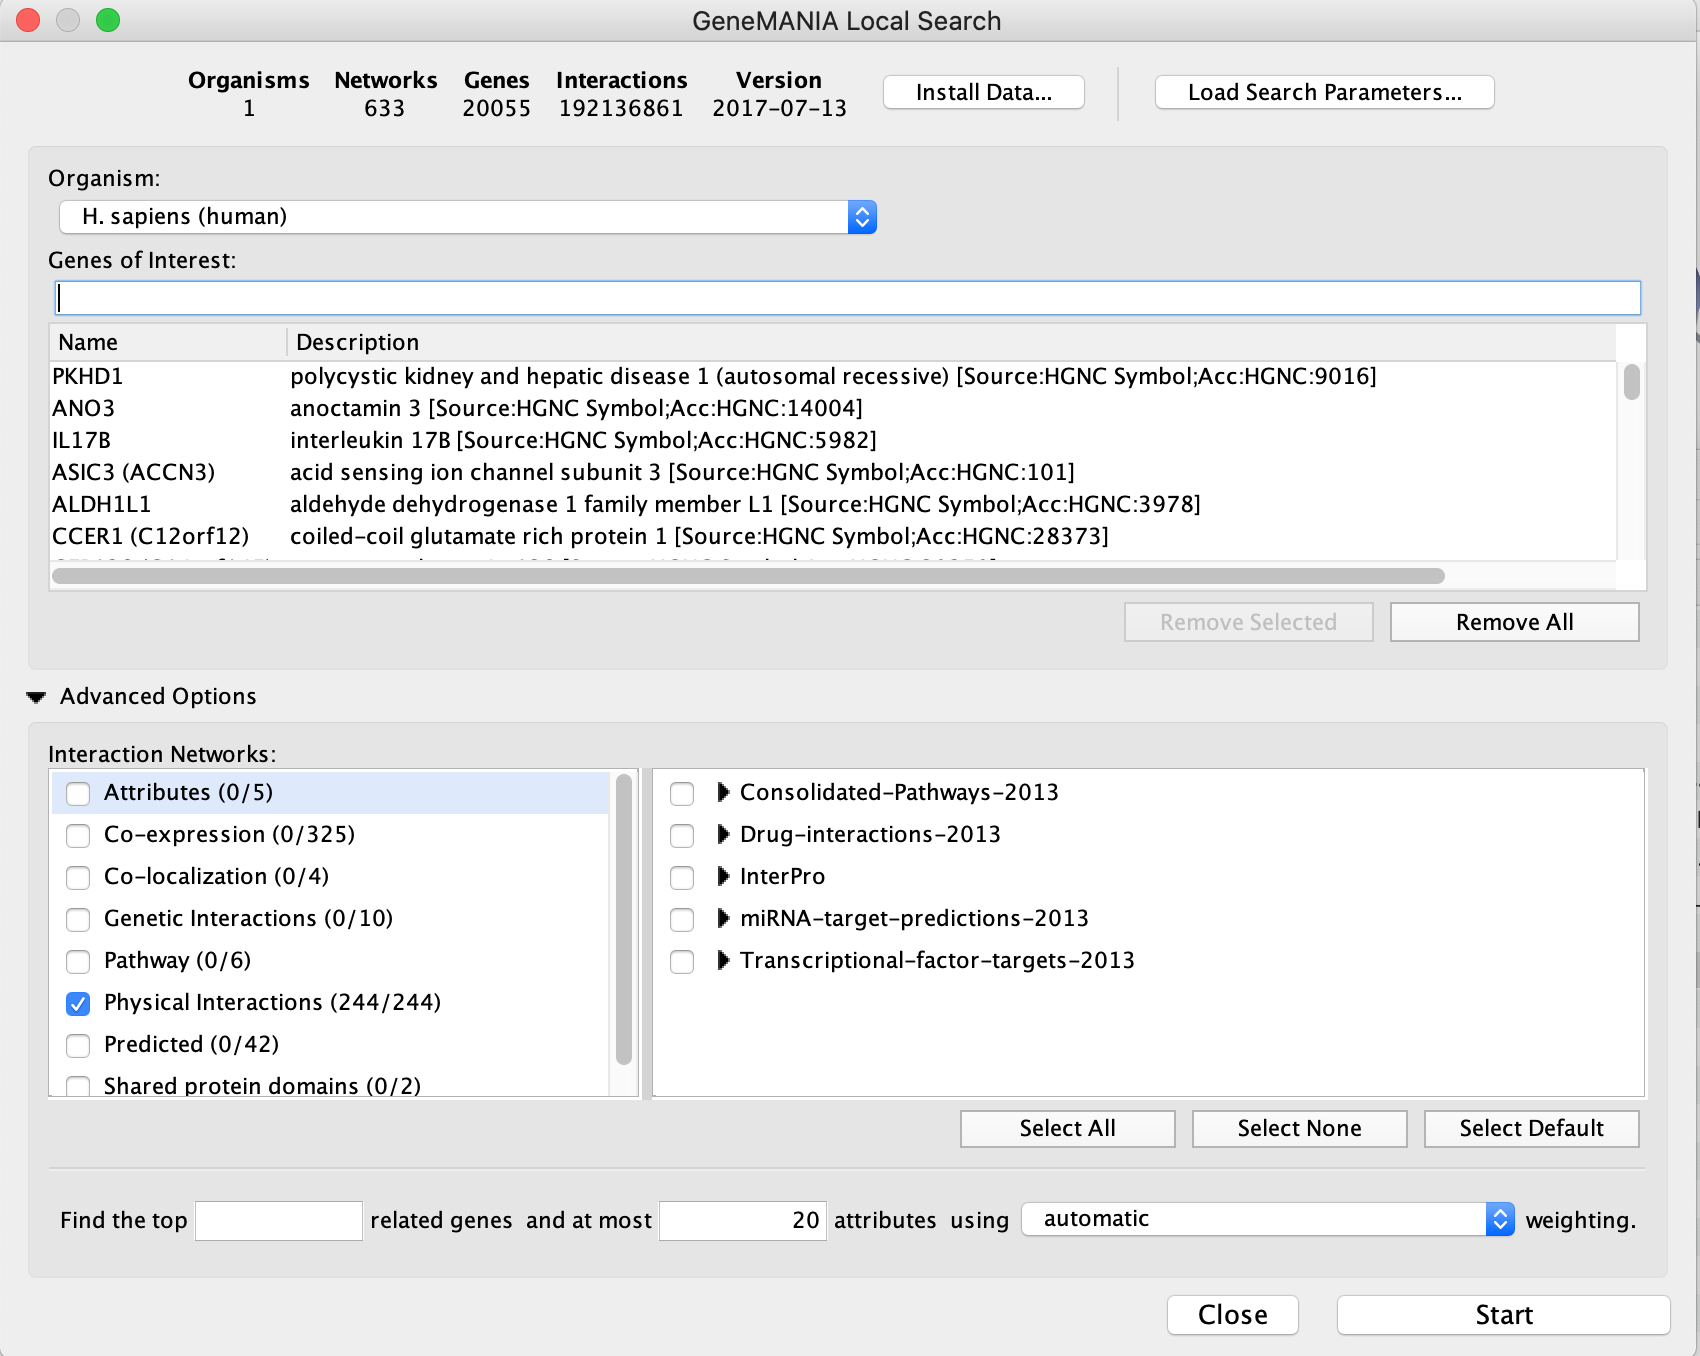 GeneMANIA Local Search
Organisms Networks Genes Interactions Version
1 633 20055 192136861 2017-07-13
Install Data...
Load Search Parameters...
Organism:
H. sapiens (human)
Genes of Interest:
Name Description
PKHD1 polycystic kidney and hepatic disease 1 (autosomal recessive) [Source:HGNC Symbol;Acc:HGNC:9016]
ANO3 anoctamin 3 [Source:HGNC Symbol;Acc:HGNC:14004]
IL17B interleukin 17B [Source:HGNC Symbol;Acc:HGNC:5982]
ASIC3 (ACCN3) acid sensing ion channel subunit 3 [Source:HGNC Symbol;Acc:HGNC:101]
ALDH1L1 aldehyde dehydrogenase 1 family member L1 [Source:HGNC Symbol;Acc:HGNC:3978]
CCER1 (C12orf12) coiled-coil glutamate rich protein 1 [Source:HGNC Symbol;Acc:HGNC:28373]
Remove Selected Remove All
Advanced Options
Interaction Networks:
Attributes (0/5)
Co-expression (0/325)
Co-localization (0/4)
Genetic Interactions (0/10)
Pathway (0/6)
Physical Interactions (244/244)
Predicted (0/42)
Shared protein domains (0/2)
Consolidated-Pathways-2013
Drug-interactions-2013
InterPro
miRNA-target-predictions-2013
Transcriptional-factor-targets-2013
Select All Select None Select Default
Find the top related genes and at most 20 attributes using automatic weighting.
Close Start